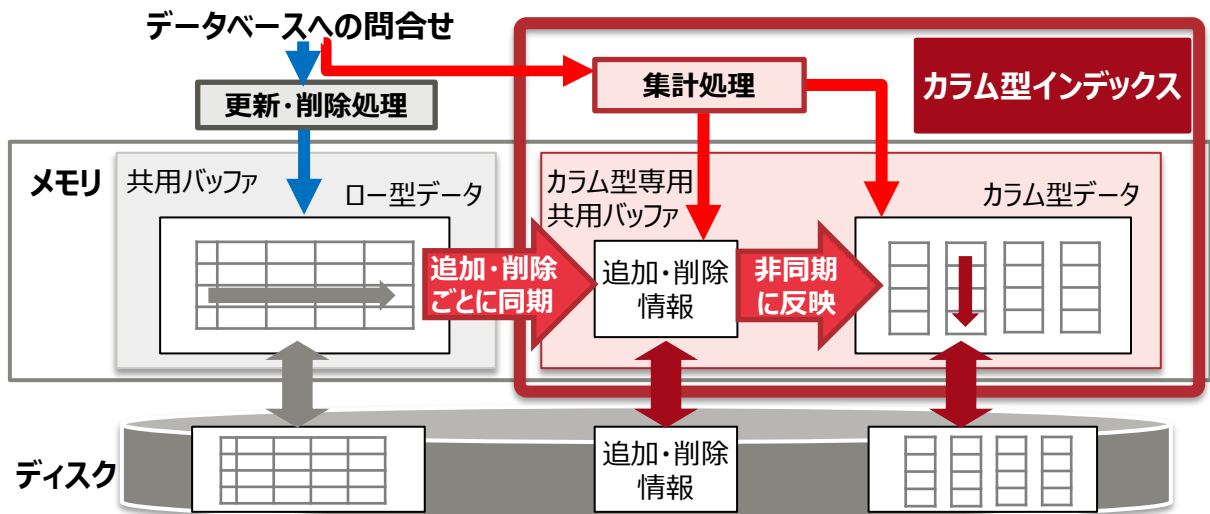 データベースへの問合せ
カラム型インデックス
集計処理
更新・削除処理
メモリ
共用バッファ
ロー型データ
カラム型専用
共用バッファ
カラム型データ
追加・削除
ごとに同期
追加・削除
情報
非同期
に反映
ディスク
追加・削除
情報